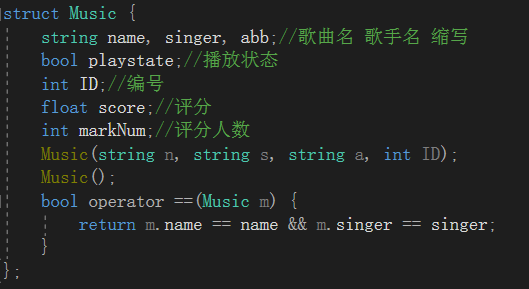 struct Music {
string name, singer, abb;//歌曲名 歌手名 缩写
bool playstate;//播放状态
int ID;//编号
float score;//评分
int markNum;//评分人数
Music(string n, string s, string a, int ID);
Music();
bool operator ==(Music m) {
return m.name == name && m.singer == singer;
}
};